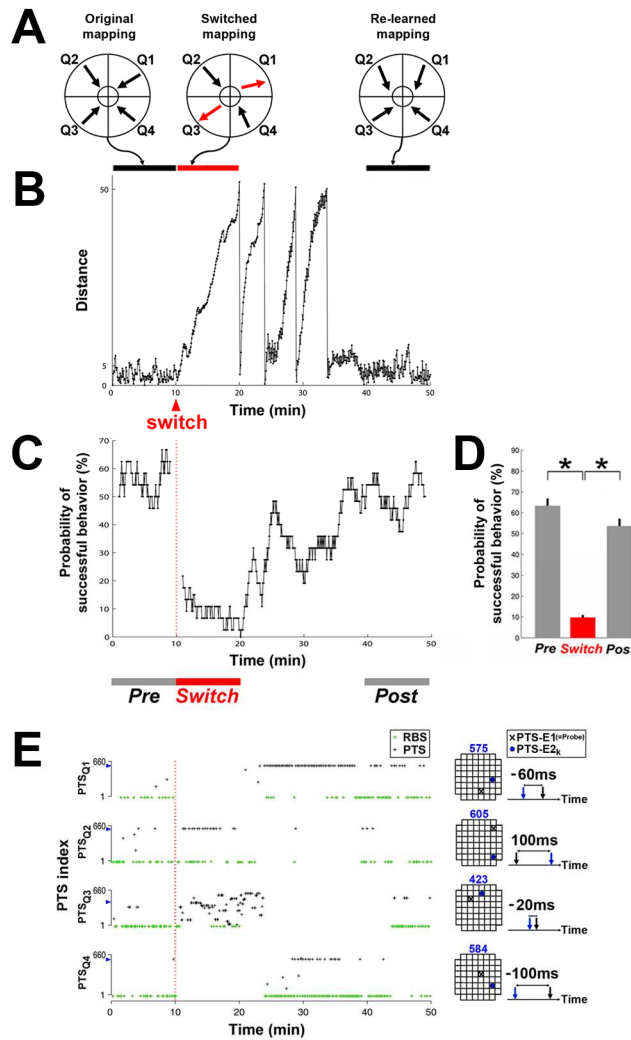 A
Original mapping
Switched mapping
Re-learned mapping
Q2 Q1 Q3 Q4
Q2 Q1 Q3 Q4
Q2 Q1 Q3 Q4
B
Distance
50
5
0
0 10 20 30 40 50
Time (min)
switch
C
Probability of successful behavior (%)
70
60
50
40
30
20
10
0
0 10 20 30 40 50
Time (min)
Pre Switch Post
D
Probability of successful behavior (%)
90
80
70
60
50
40
30
20
10
0
* *
Pre Switch Post
E
RBS
PTS
PTS index
PTSQ1
660
1
PTSQ2
660
1
PTSQ3
660
1
PTSQ4
660
1
0 10 20 30 40 50
Time (min)
PTS-E1(=Probe)
PTS-E2k
575
-60ms
Time
605
100ms
Time
423
-20ms
Time
584
-100ms
Time